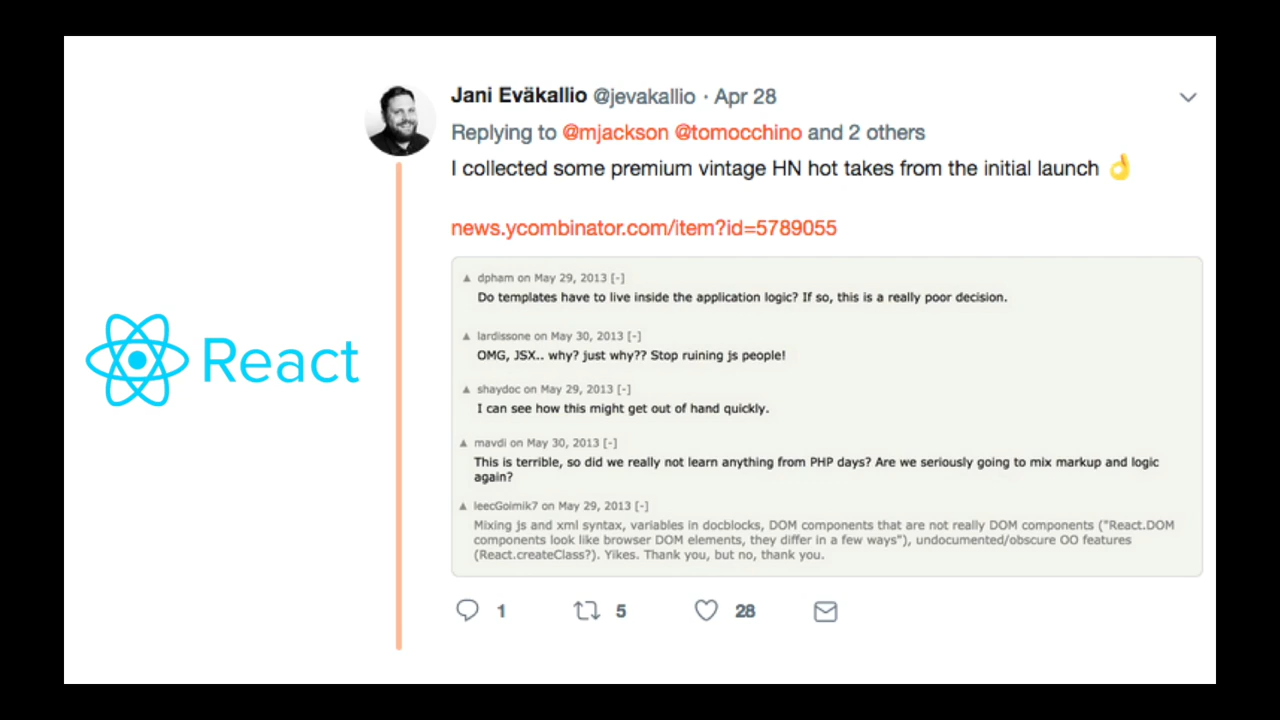 Jani Eväkallio @jevakallio · Apr 28
Replying to @mjackson @tomocchino and 2 others
I collected some premium vintage HN hot takes from the initial launch 👌
news.ycombinator.com/item?id=5789055
▲ dpham on May 29, 2013 [-]
Do templates have to live inside the application logic? If so, this is a really poor decision.
▲ lardissone on May 30, 2013 [-]
OMG, JSX.. why? just why?? Stop ruining js people!
▲ shaydoc on May 29, 2013 [-]
I can see how this might get out of hand quickly.
▲ mavdi on May 30, 2013 [-]
This is terrible, so did we really not learn anything from PHP days? Are we seriously going to mix markup and logic
again?
▲ leecGoimik7 on May 29, 2013 [-]
Mixing js and xml syntax, variables in docblocks, DOM components that are not really DOM components ("React.DOM
components look like browser DOM elements, they differ in a few ways"), undocumented/obscure OO features
(React.createClass?). Yikes. Thank you, but no, thank you.
1 5 28
React